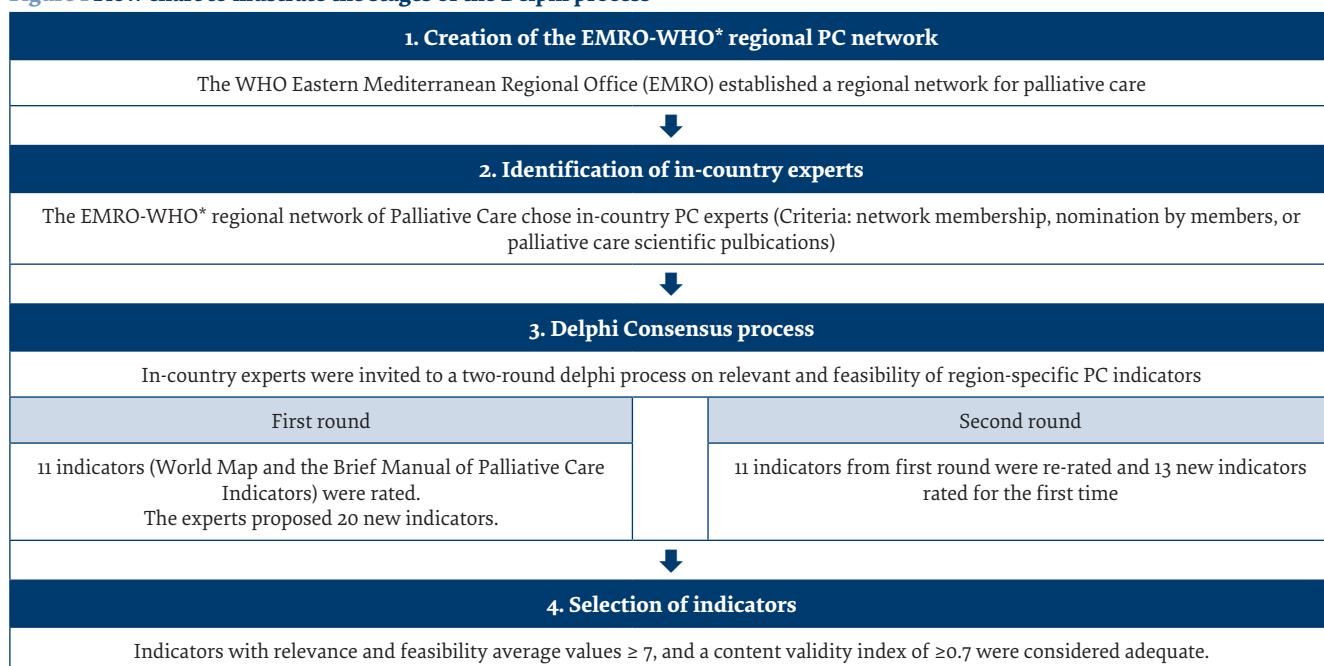 1. Creation of the EMRO-WHO* regional PC network
The WHO Eastern Mediterranean Regional Office (EMRO) established a regional network for palliative care
2. Identification of in-country experts
The EMRO-WHO* regional network of Palliative Care chose in-country PC experts (Criteria: network membership, nomination by members, or
palliative care scientific pulbications)
3. Delphi Consensus process
In-country experts were invited to a two-round delphi process on relevant and feasibility of region-specific PC indicators
First round
11 indicators (World Map and the Brief Manual of Palliative Care
Indicators) were rated.
The experts proposed 20 new indicators.
Second round
11 indicators from first round were re-rated and 13 new indicators
rated for the first time
4. Selection of indicators
Indicators with relevance and feasibility average values ≥ 7, and a content validity index of ≥0.7 were considered adequate.